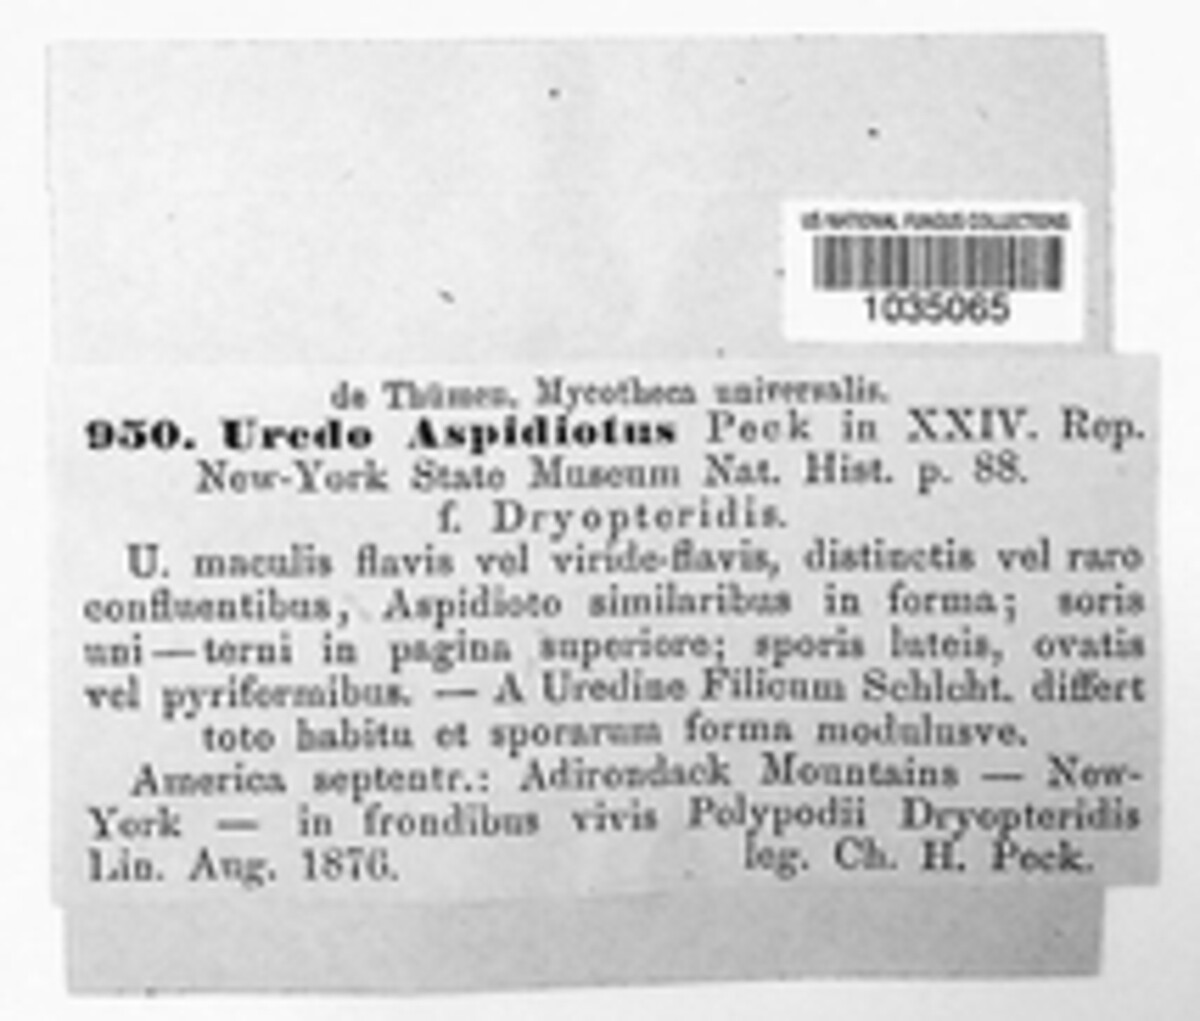 US NATIONAL FUNGUS COLLECTIONS
1035065
de Thümen, Mycotheca universalis.
950. Uredo Aspidiotus Peck in XXIV. Rep.
New-York State Museum Nat. Hist. p. 88.
f. Dryopteridis.
U. maculis flavis vel viride-flavis, distinctis vel raro
confluentibus, Aspidioto similaribus in forma; soris
uni—terni in pagina superiore; sporis luteis, ovatis
vel pyriformibus. — A Uredine Filicum Schlcht. differt
toto habitu et sporarum forma modulusve.
America septentr.: Adirondack Mountains — New-
York — in frondibus vivis Polypodii Dryopteridis
Lin. Aug. 1876. leg. Ch. H. Peck.